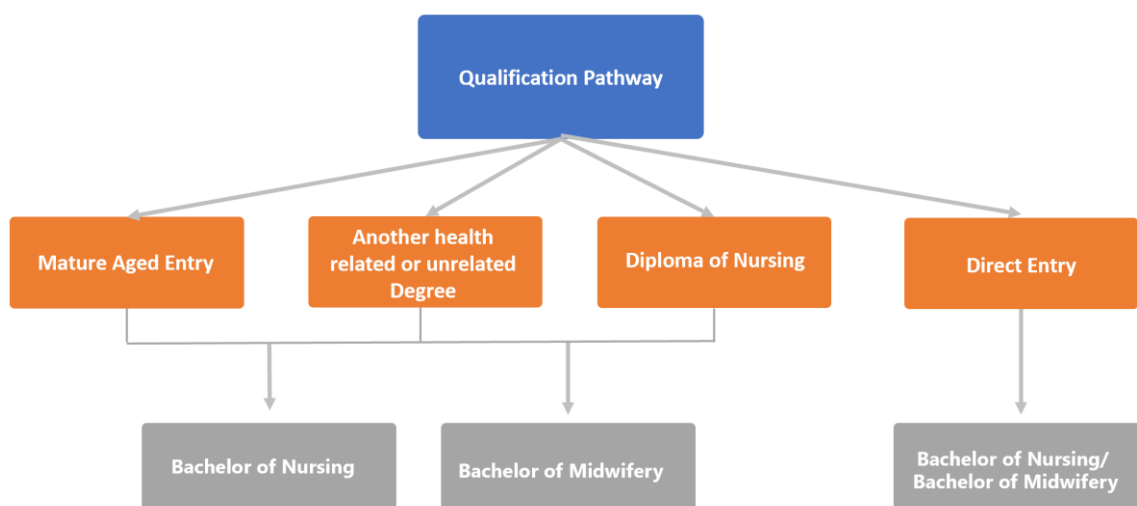 Qualification Pathway
Mature Aged Entry
Another health
related or unrelated
Degree
Diploma of Nursing
Direct Entry
Bachelor of Nursing
Bachelor of Midwifery
Bachelor of Nursing/
Bachelor of Midwifery